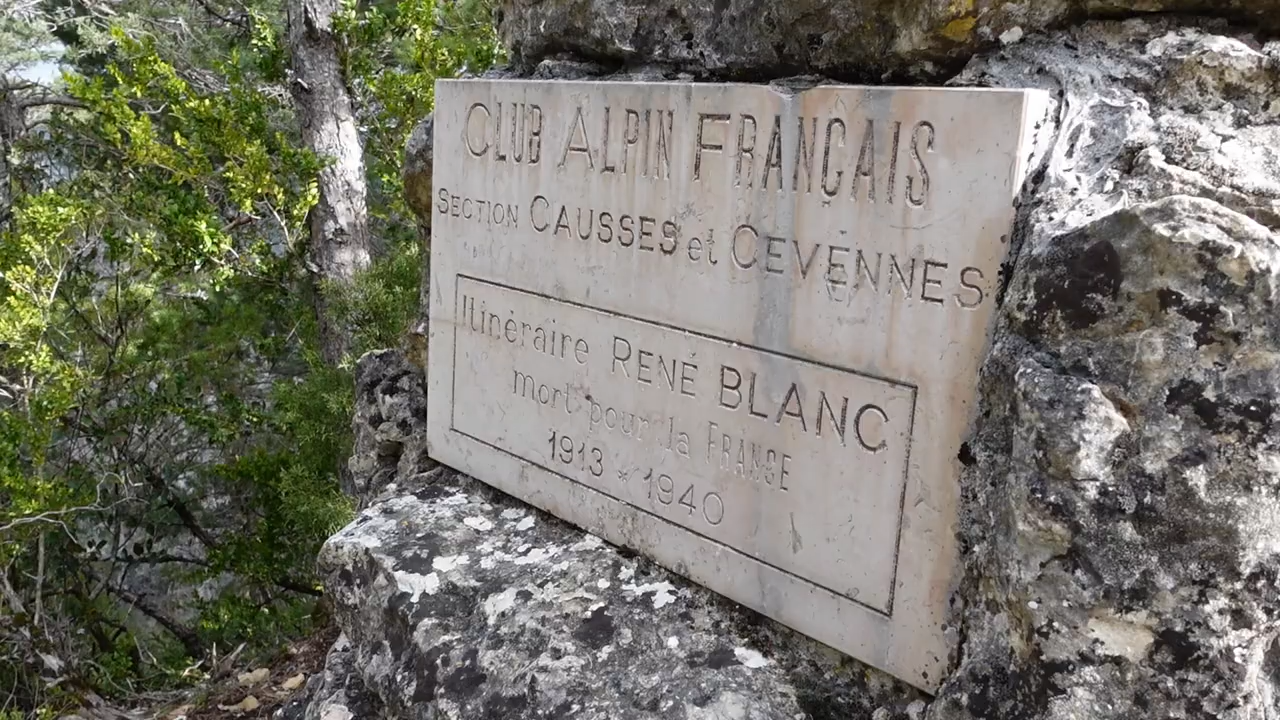 CLUB ALPIN FRANÇAIS
SECTION CAUSSES et CEVENNES
Itinéraire RENÉ BLANC
mort pour la FRANCE
1913 * 1940